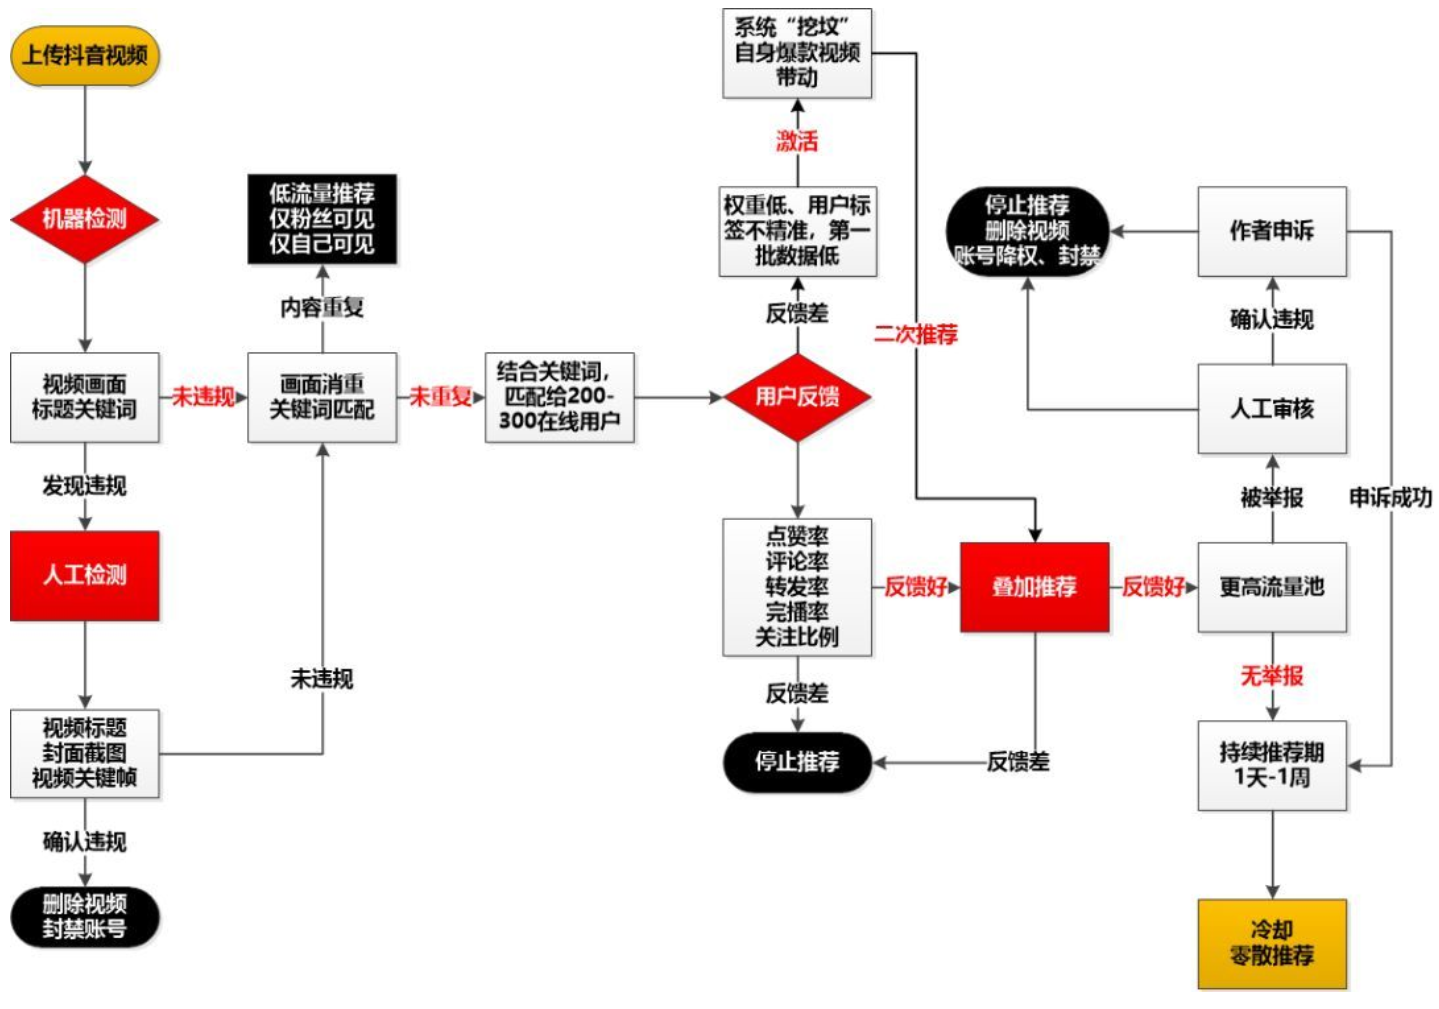 上传抖音视频
机器检测
视频画面
标题关键词
发现违规
人工检测
视频标题
封面截图
视频关键帧
确认违规
删除视频
封禁账号
未违规
未违规
低流量推荐
仅粉丝可见
仅自己可见
内容重复
画面消重
关键词匹配
未重复
结合关键词，
匹配给200-
300在线用户
系统“挖坟”
自身爆款视频
带动
激活
权重低、用户标
签不精准，第一
批数据低
反馈差
用户反馈
点赞率
评论率
转发率
完播率
关注比例
反馈差
停止推荐
二次推荐
反馈好
叠加推荐
反馈差
反馈好
停止推荐
删除视频
账号降权、封禁
作者申诉
确认违规
人工审核
被举报
申诉成功
更高流量池
无举报
持续推荐期
1天-1周
冷却
零散推荐